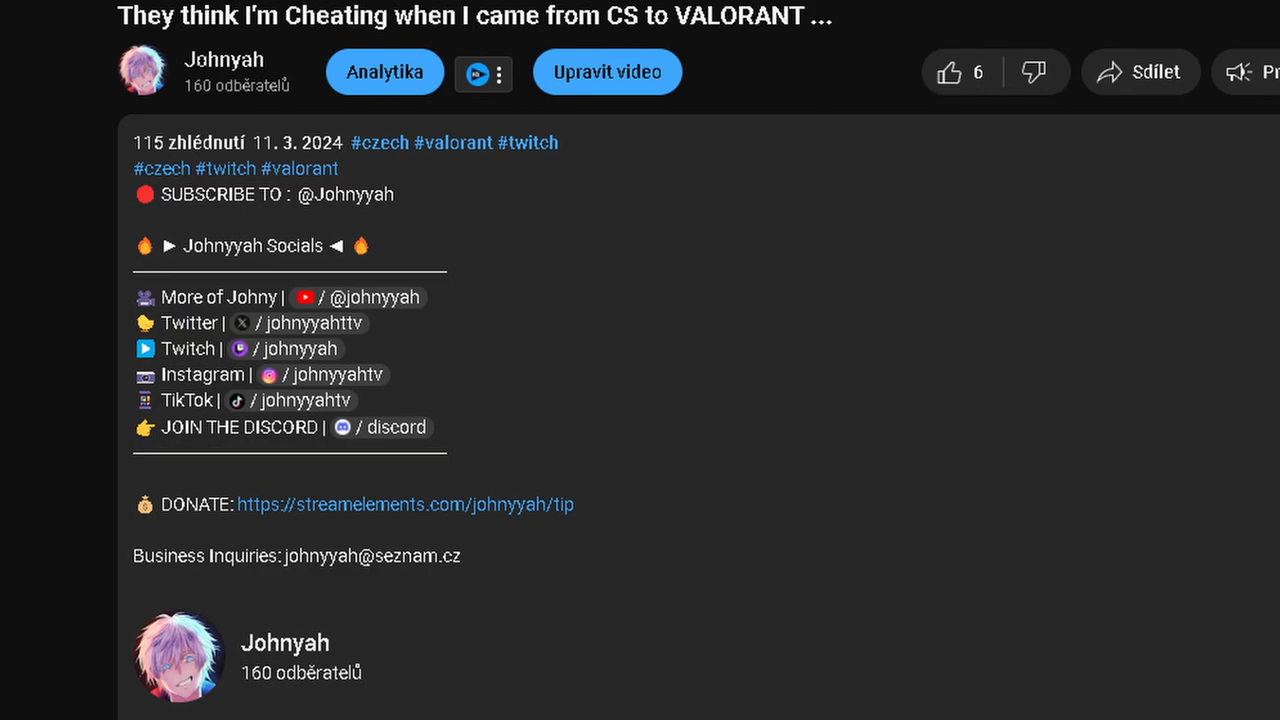 They think I'm Cheating when I came from CS to VALORANT ...
Johnyah
160 odběratelů
Analytika
Upravit video
6
Sdílet
115 zhlédnutí 11. 3. 2024 #czech #valorant #twitch
#czech #twitch #valorant
SUBSCRIBE TO : @Johnyyah
► Johnyyah Socials ◄
More of Johny | / @johnyyah
Twitter | / johnyyahttv
Twitch | / johnyyah
Instagram | / johnyyahtv
TikTok | / johnyyahtv
JOIN THE DISCORD | / discord
DONATE: https://streamelements.com/johnyyah/tip
Business Inquiries: johnyyah@seznam.cz
Johnyah
160 odběratelů